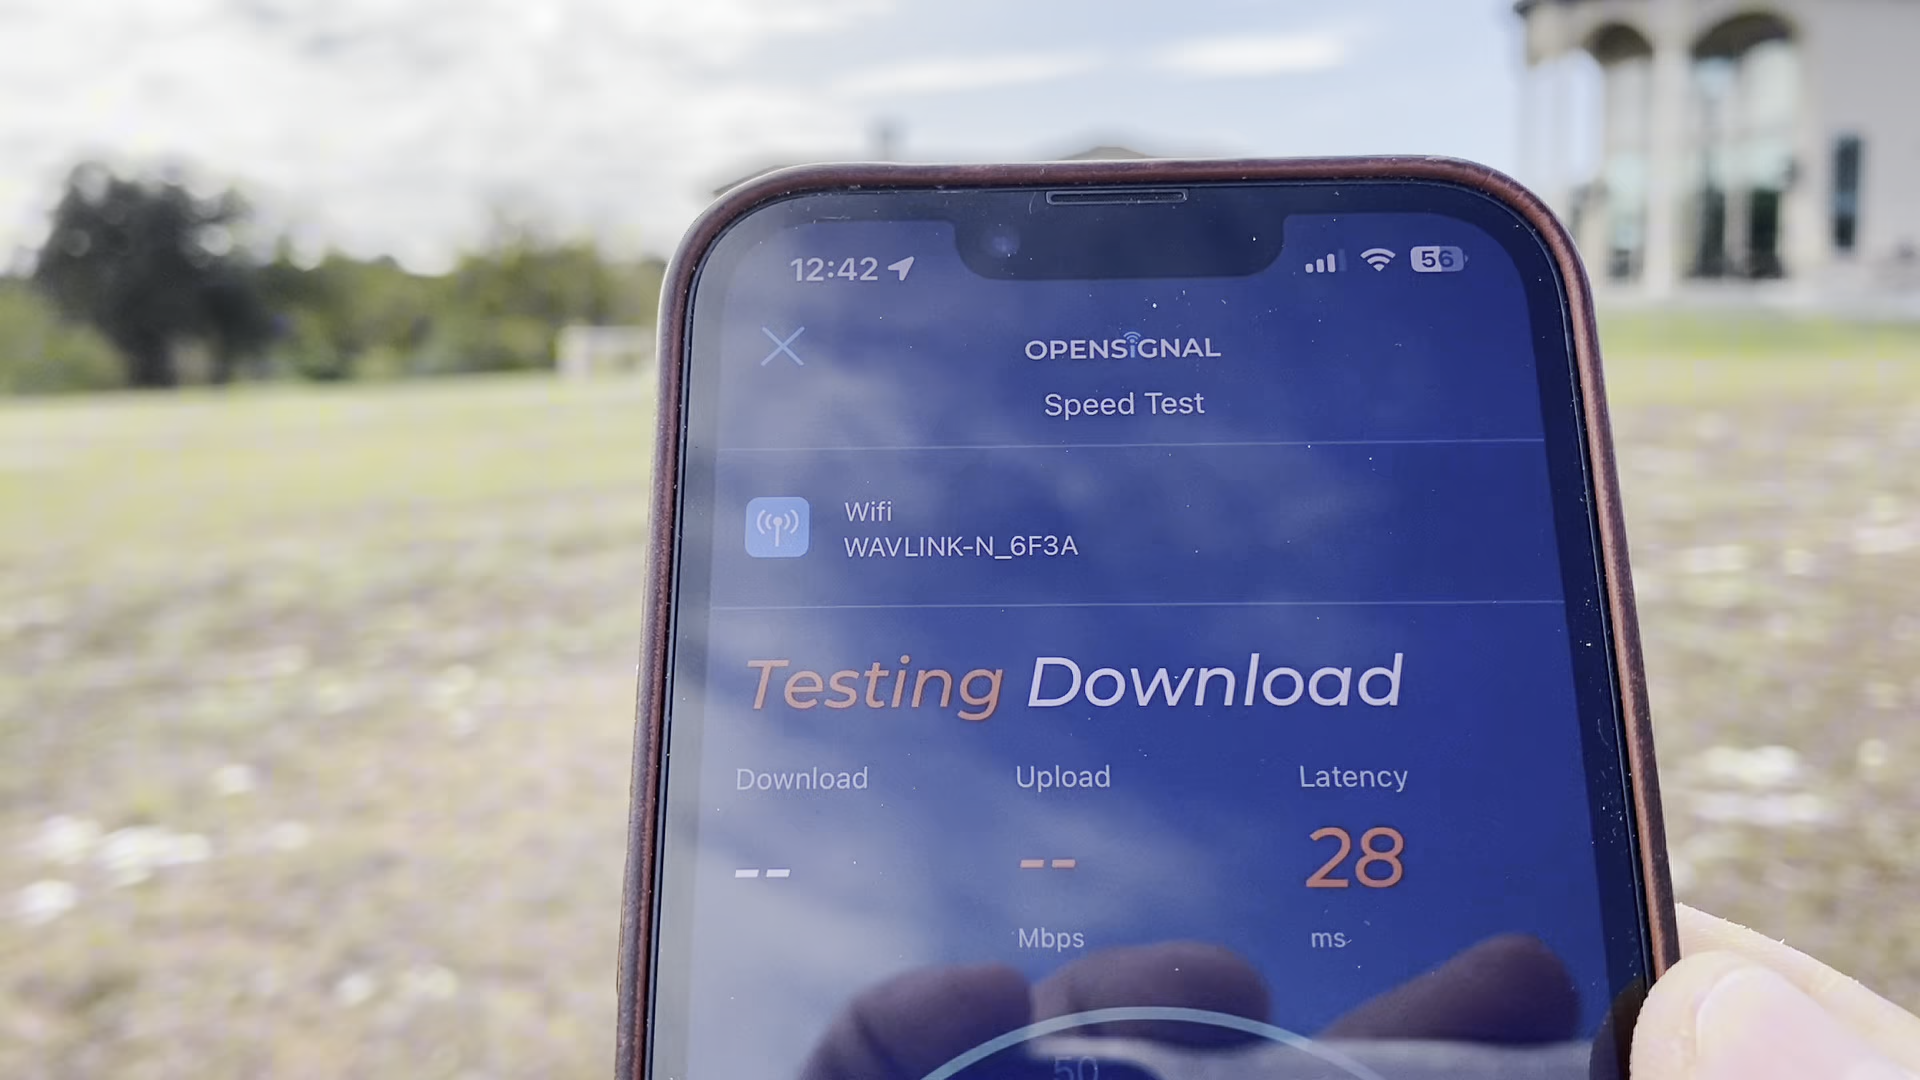 12:42
56
OPENSIGNAL
Speed Test
Wifi
WAVLINK-N_6F3A
Testing Download
Download Upload Latency
-- -- 28
Mbps ms
50